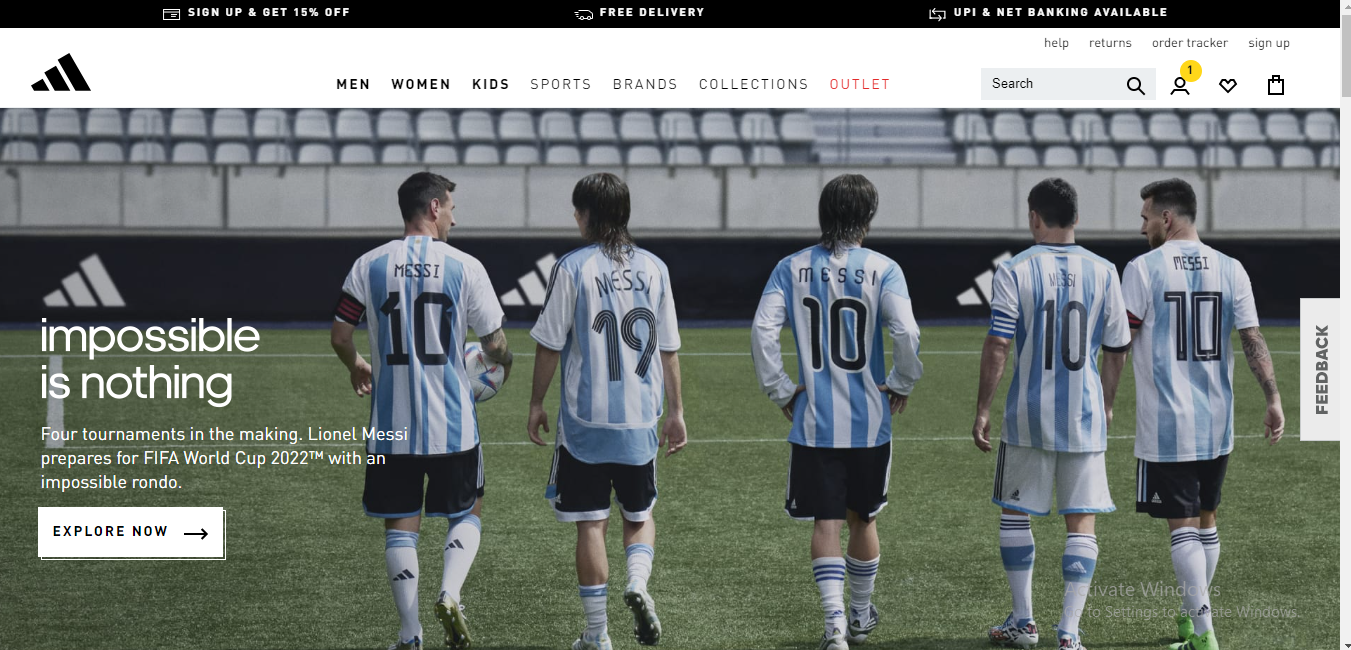 SIGN UP & GET 15% OFF
FREE DELIVERY
UPI & NET BANKING AVAILABLE
help
returns
order tracker
sign up
MEN
WOMEN
KIDS
SPORTS
BRANDS
COLLECTIONS
OUTLET
Search
1
MESSI
10
MESSI
19
MESSI
10
MESSI
10
MESSI
10
impossible
is nothing
Four tournaments in the making. Lionel Messi
prepares for FIFA World Cup 2022™ with an
impossible rondo.
EXPLORE NOW
FEEDBACK
Activate Windows
Go to Settings to activate Windows.